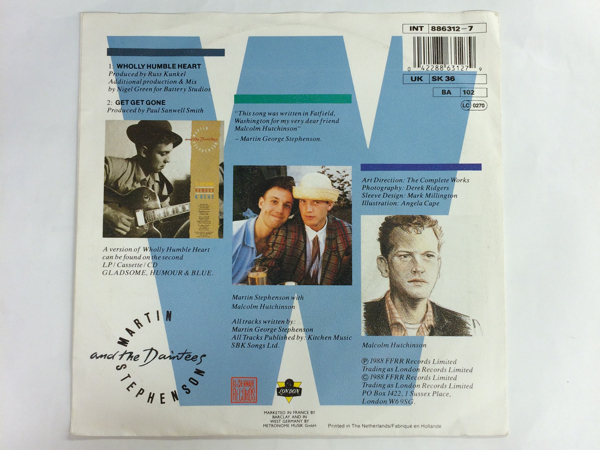 INT 886312-7
0 42288 63127 9
UK SK 36
BA 102
LC 0270
1: WHOLLY HUMBLE HEART
Produced by Russ Kunkel
Additional production & Mix
by Nigel Green for Battery Studios
2: GET GET GONE
Produced by Paul Sanwell Smith
"This song was written in Fatfield,
Washington for my very dear friend
Malcolm Hutchinson"
– Martin George Stephenson.
Art Direction: The Complete Works
Photography: Derek Ridgers
Sleeve Design: Mark Millington
Illustration: Angela Cape
A version of Wholly Humble Heart
can be found on the second
LP/Cassette/CD
GLADSOME, HUMOUR & BLUE.
Martin Stephenson with
Malcolm Hutchinson
All tracks written by:
Martin George Stephenson
All Tracks Published by: Kitchen Music
SBK Songs Ltd.
Malcolm Hutchinson
MARTIN
and the Daintees
STEPHENSON
LONDON
Ⓟ 1988 FFRR Records Limited
Trading as London Records Limited
© 1988 FFRR Records Limited
Trading as London Records Limited
PO Box 1422, 1 Sussex Place,
London W6 9SG.
MARKETED IN FRANCE BY
BARCLAY AND IN
WEST GERMANY BY
METRONOME MUSIK GmbH
Printed in The Netherlands/Fabriqué en Hollande